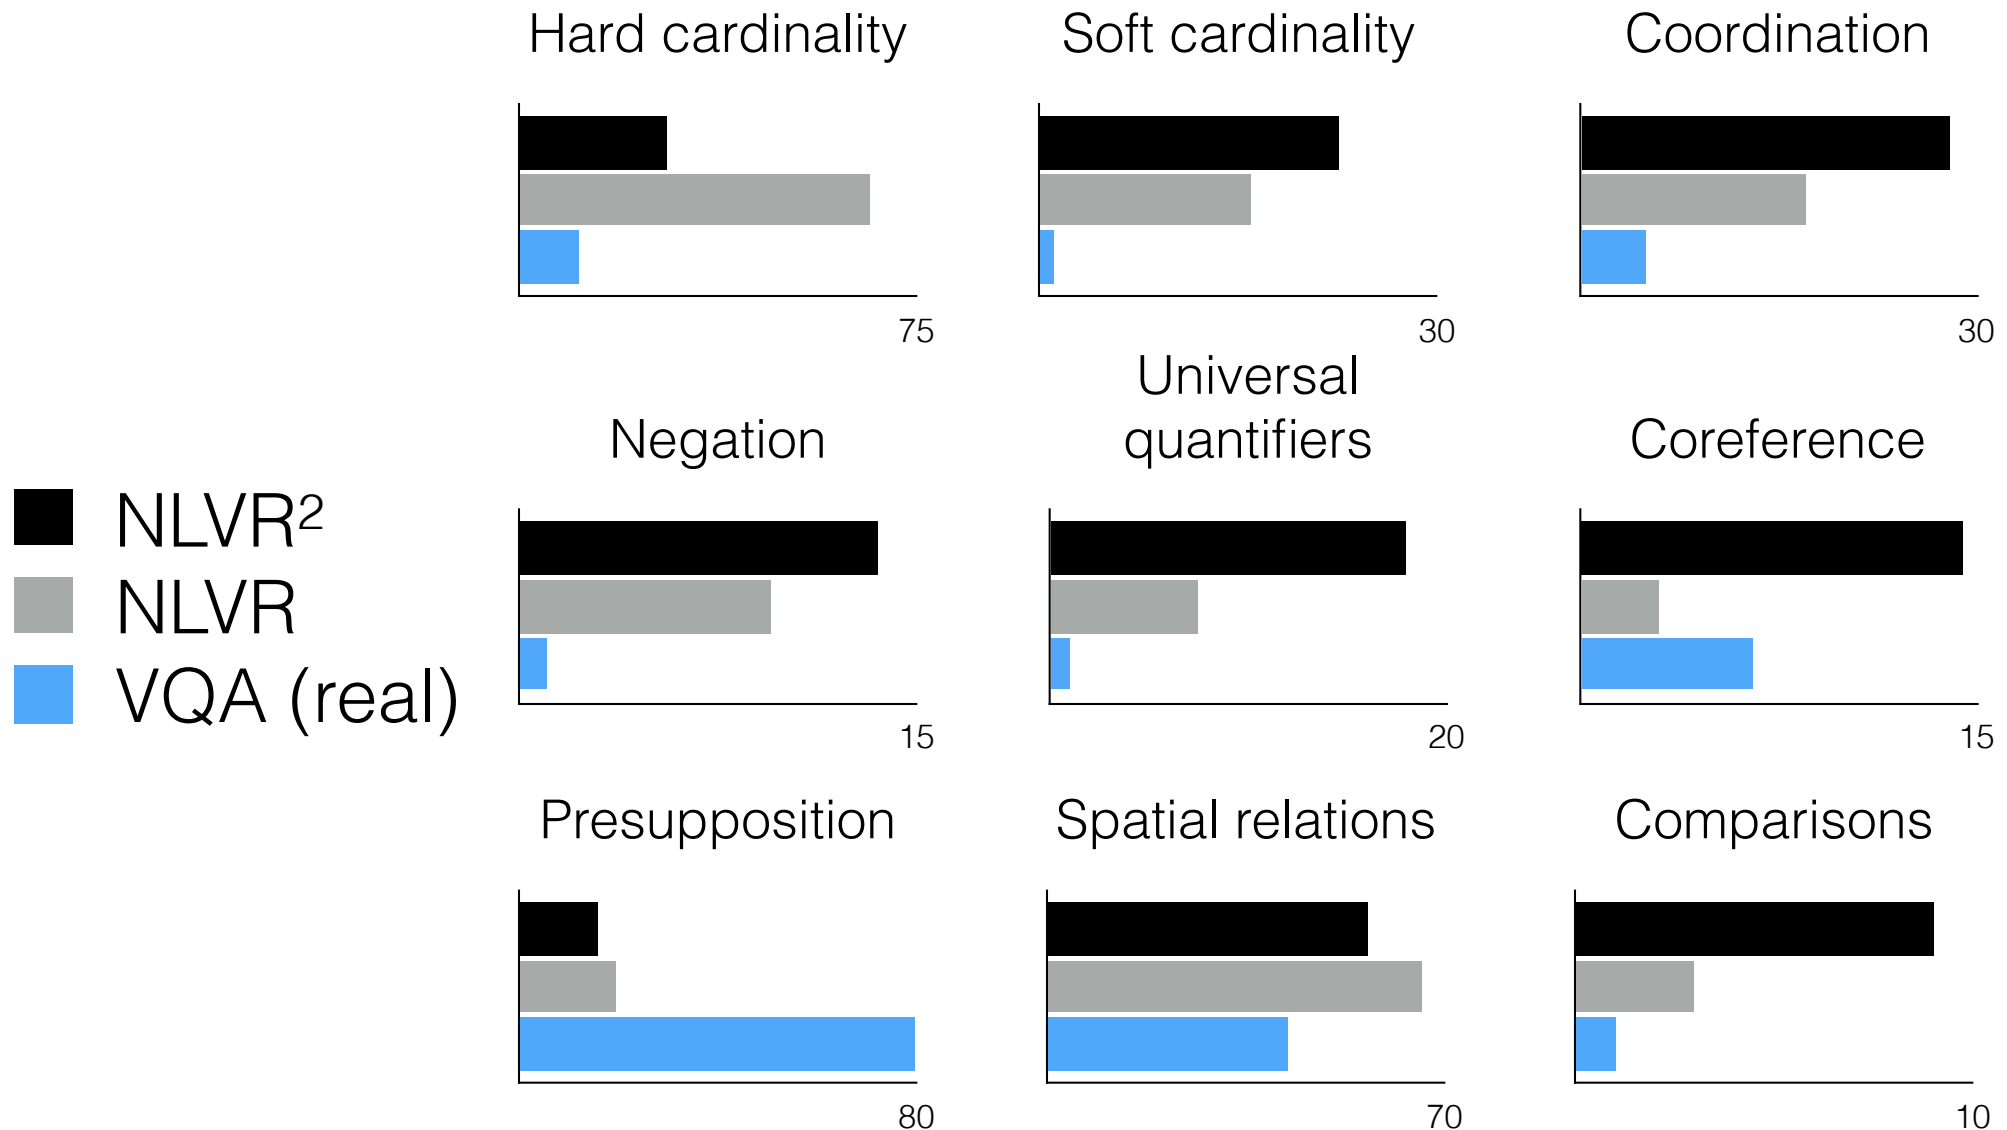 Hard cardinality
Soft cardinality
Coordination
75
30
30
Negation
Universal
quantifiers
Coreference
NLVR²
NLVR
VQA (real)
15
20
15
Presupposition
Spatial relations
Comparisons
80
70
10